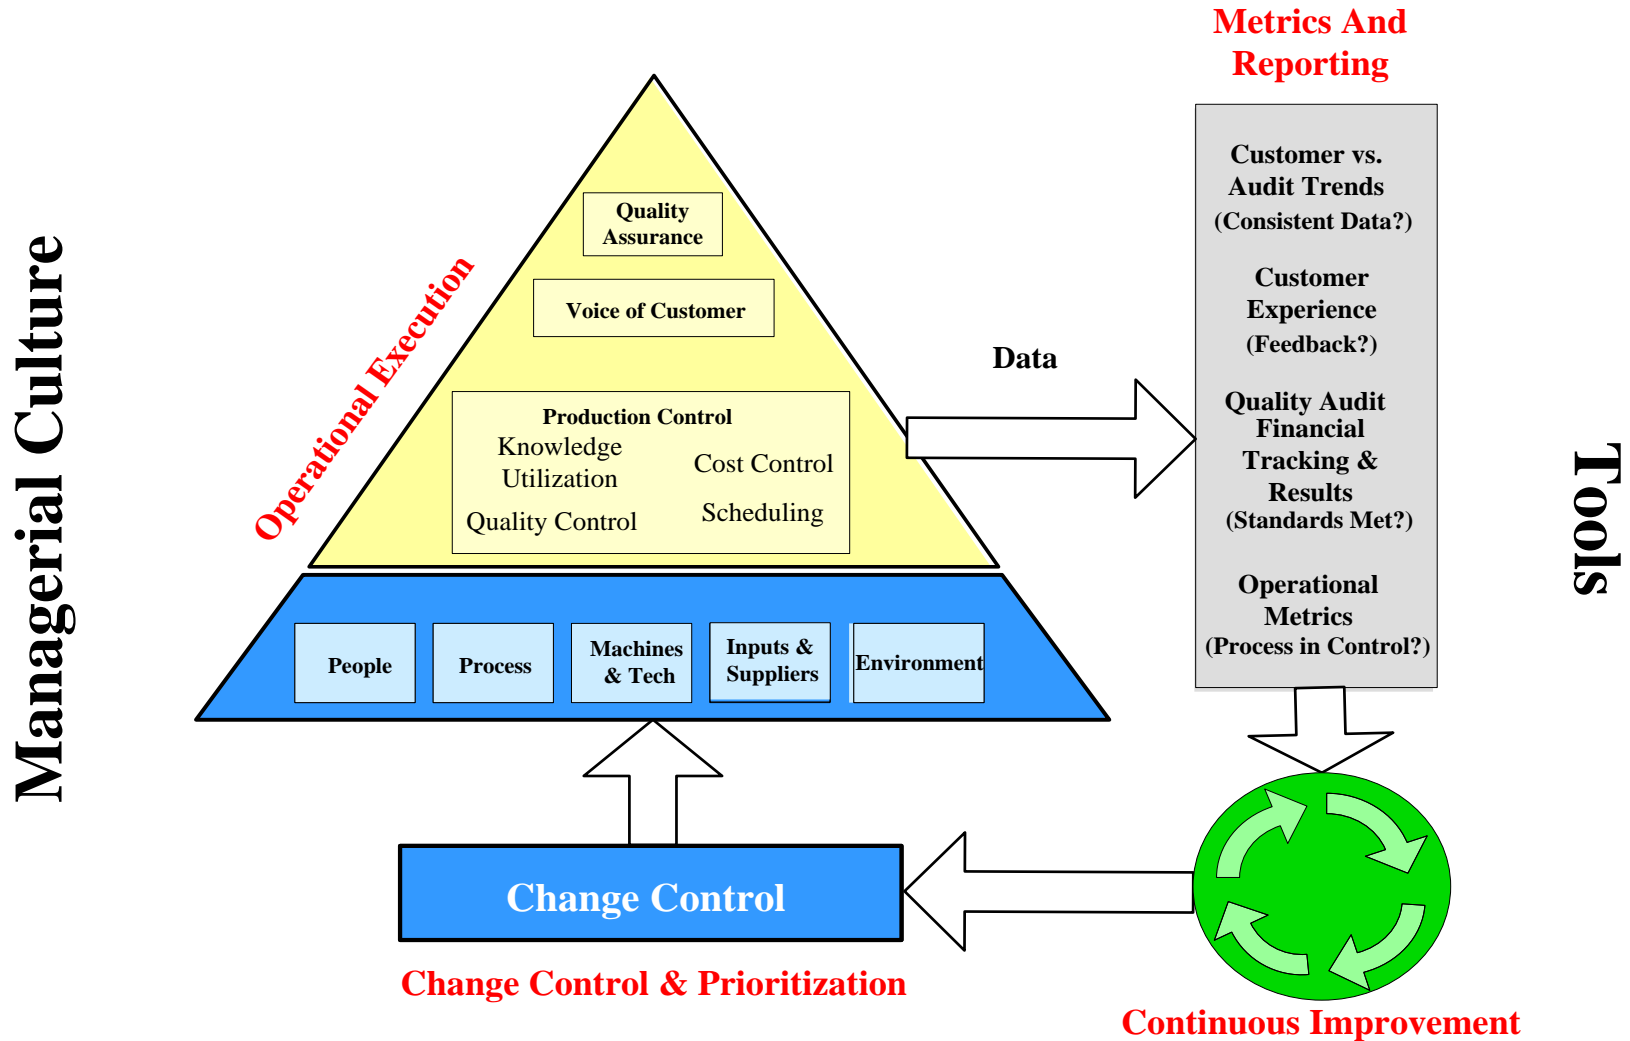 Metrics And
Reporting
Managerial Culture
Operational Execution
Quality
Assurance
Voice of Customer
Production Control
Knowledge
Utilization
Cost Control
Quality Control
Scheduling
People
Process
Machines
& Tech
Inputs &
Suppliers
Environment
Data
Customer vs.
Audit Trends
(Consistent Data?)
Customer
Experience
(Feedback?)
Quality Audit
Financial
Tracking &
Results
(Standards Met?)
Operational
Metrics
(Process in Control?)
Tools
Change Control
Change Control & Prioritization
Continuous Improvement